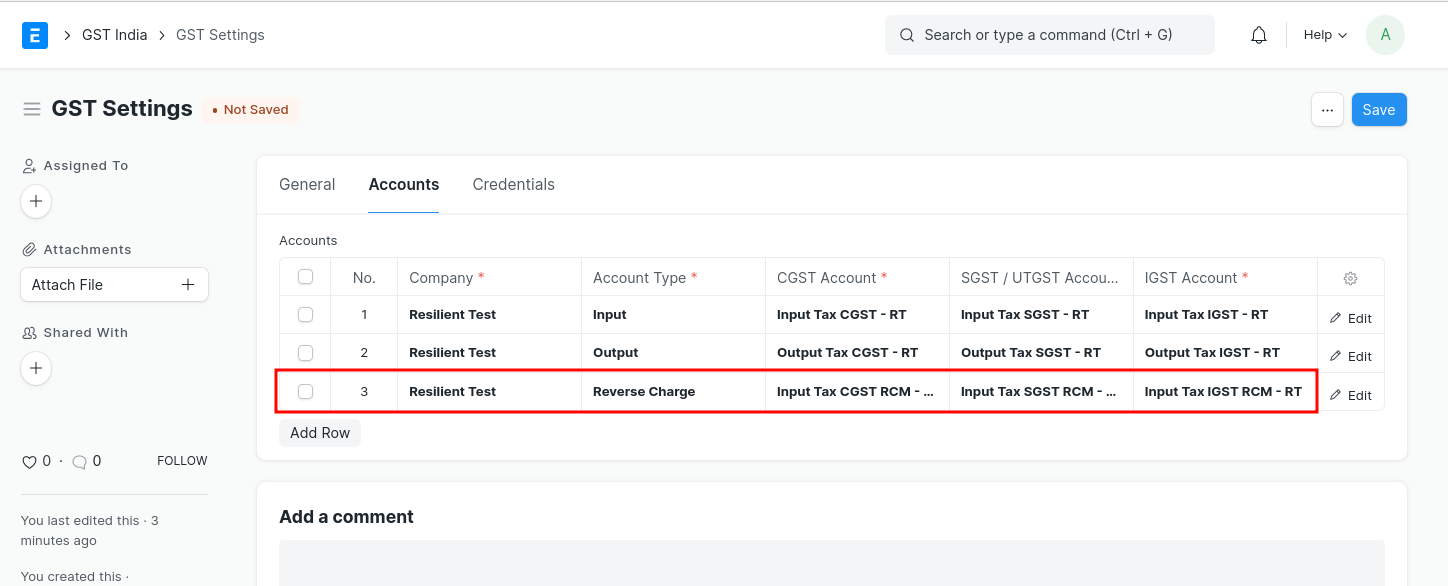 E > GST India > GST Settings Search or type a command (Ctrl + G) Help A
GST Settings • Not Saved ... Save
Assigned To
+
Attachments
Attach File +
Shared With
+
0 · 0 FOLLOW
You last edited this · 3
minutes ago
You created this ·
General Accounts Credentials
Accounts
No. Company * Account Type * CGST Account * SGST / UTGST Accou... IGST Account *
1 Resilient Test Input Input Tax CGST - RT Input Tax SGST - RT Input Tax IGST - RT Edit
2 Resilient Test Output Output Tax CGST - RT Output Tax SGST - RT Output Tax IGST - RT Edit
3 Resilient Test Reverse Charge Input Tax CGST RCM - ... Input Tax SGST RCM - ... Input Tax IGST RCM - RT Edit
Add Row
Add a comment